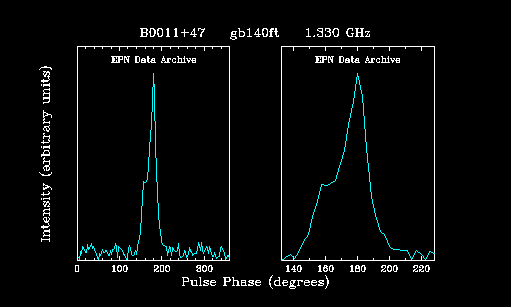 B0011+47 gb140ft 1.330 GHz
EPN Data Archive EPN Data Archive
Intensity (arbitrary units)
0 100 200 300 140 160 180 200 220
Pulse Phase (degrees)